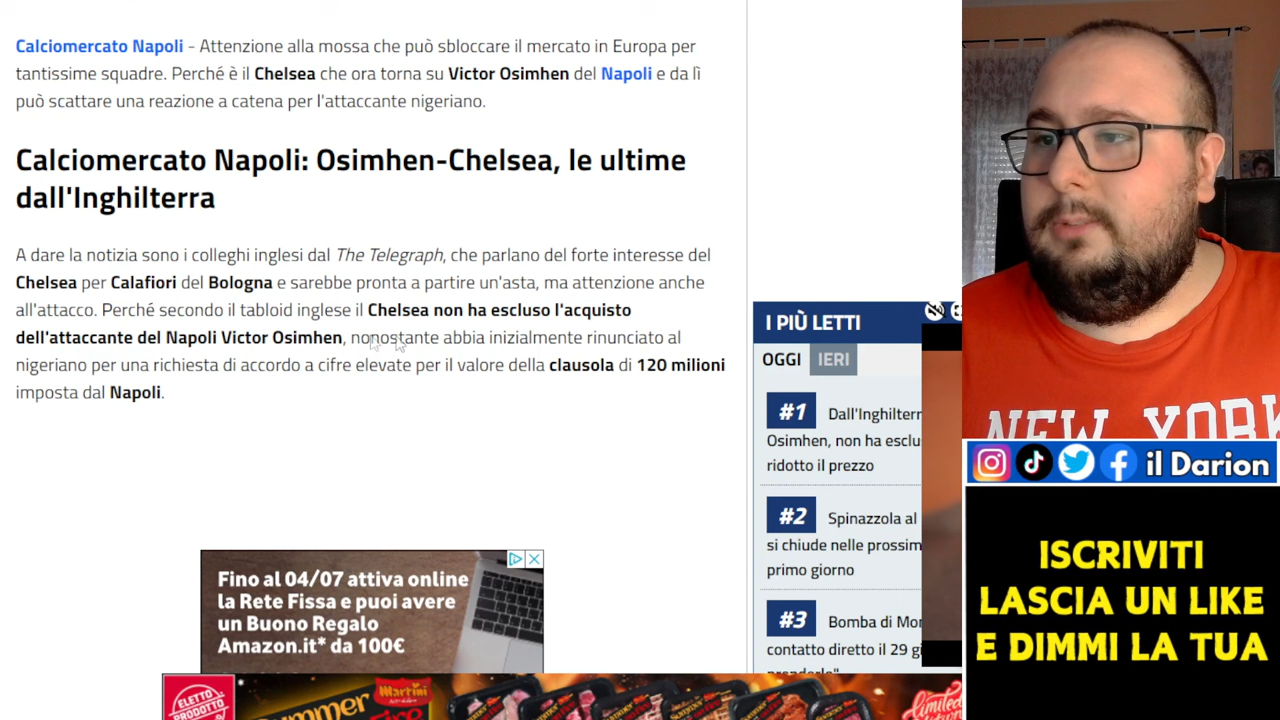 Calciomercato Napoli - Attenzione alla mossa che può sbloccare il mercato in Europa per
tantissime squadre. Perché è il Chelsea che ora torna su Victor Osimhen del Napoli e da lì
può scattare una reazione a catena per l'attaccante nigeriano.
Calciomercato Napoli: Osimhen-Chelsea, le ultime
dall'Inghilterra
A dare la notizia sono i colleghi inglesi dal The Telegraph, che parlano del forte interesse del
Chelsea per Calafiori del Bologna e sarebbe pronta a partire un'asta, ma attenzione anche
all'attacco. Perché secondo il tabloid inglese il Chelsea non ha escluso l'acquisto
dell'attaccante del Napoli Victor Osimhen, nonostante abbia inizialmente rinunciato al
nigeriano per una richiesta di accordo a cifre elevate per il valore della clausola di 120 milioni
imposta dal Napoli.
I PIÙ LETTI
OGGI IERI
#1 Dall'Inghilterr
Osimhen, non ha esclu
ridotto il prezzo
#2 Spinazzola al
si chiude nelle prossim
primo giorno
#3 Bomba di Mor
contatto diretto il 29 gi
Fino al 04/07 attiva online
la Rete Fissa e puoi avere
un Buono Regalo
Amazon.it* da 100€
ELETTO
PRODOTTO
Martini
Summer
Fire
limited
NEW YORK
il Darion
ISCRIVITI
LASCIA UN LIKE
E DIMMI LA TUA